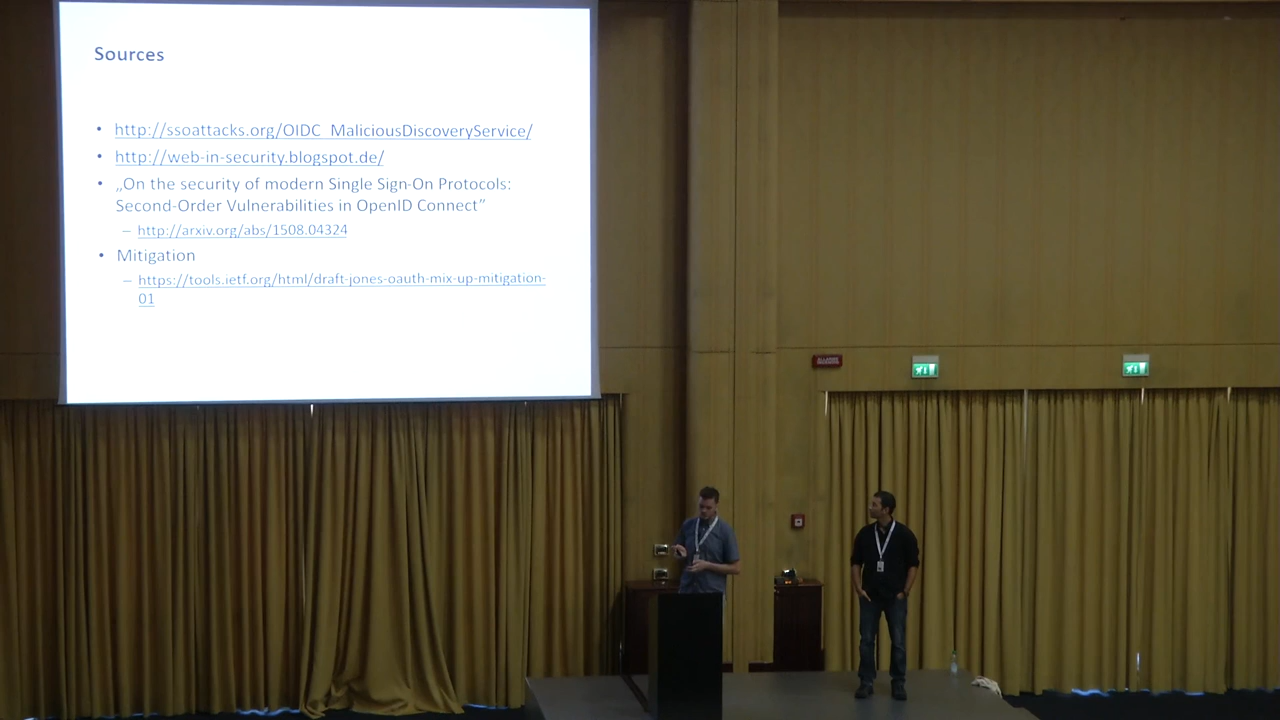 Sources
• http://ssoattacks.org/OIDC_MaliciousDiscoveryService/
• http://web-in-security.blogspot.de/
• „On the security of modern Single Sign-On Protocols:
Second-Order Vulnerabilities in OpenID Connect”
– http://arxiv.org/abs/1508.04324
• Mitigation
– https://tools.ietf.org/html/draft-jones-oauth-mix-up-mitigation-
01